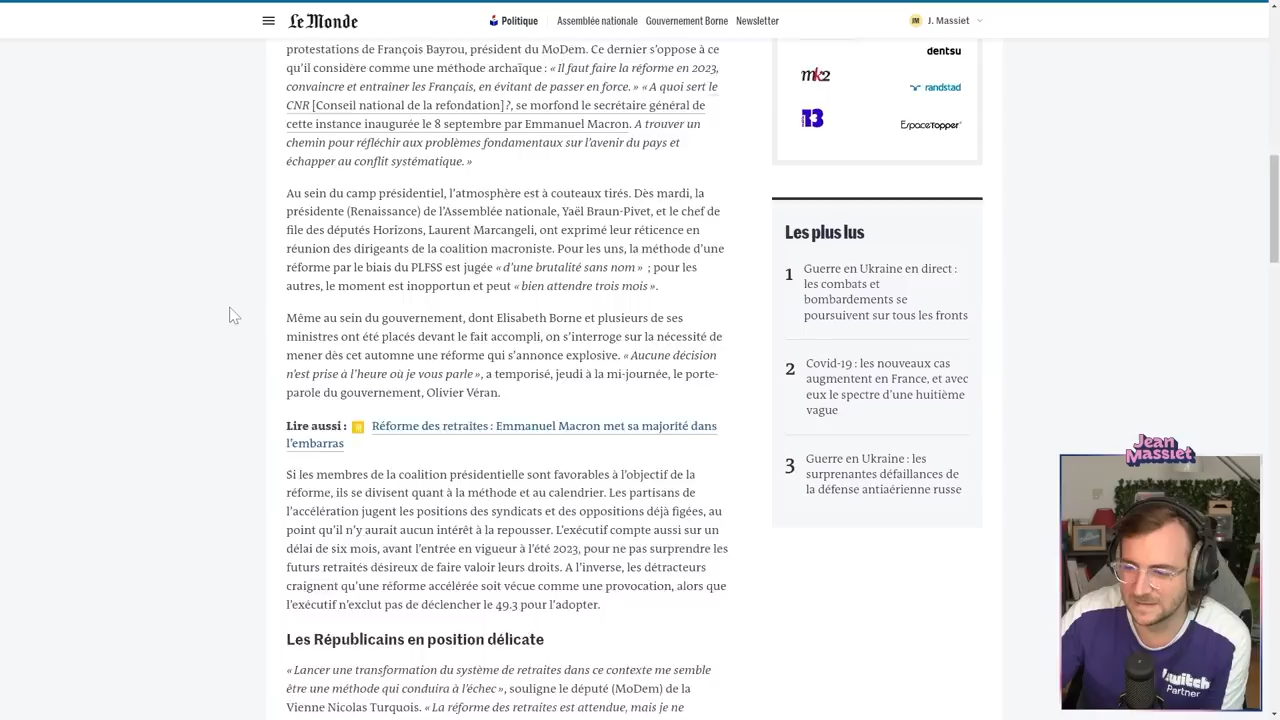 Le Monde
Politique
Assemblée nationale
Gouvernement Borne
Newsletter
JM
J. Massiet
protestations de François Bayrou, président du MoDem. Ce dernier s’oppose à ce
qu’il considère comme une méthode archaïque : « Il faut faire la réforme en 2023,
convaincre et entraîner les Français, en évitant de passer en force. » « A quoi sert le
CNR [Conseil national de la refondation] ?, se morfond le secrétaire général de
cette instance inaugurée le 8 septembre par Emmanuel Macron. A trouver un
chemin pour réfléchir aux problèmes fondamentaux sur l’avenir du pays et
échapper au conflit systématique. »
Au sein du camp présidentiel, l’atmosphère est à couteaux tirés. Dès mardi, la
présidente (Renaissance) de l’Assemblée nationale, Yaël Braun-Pivet, et le chef de
file des députés Horizons, Laurent Marcangeli, ont exprimé leur réticence en
réunion des dirigeants de la coalition macroniste. Pour les uns, la méthode d’une
réforme par le biais du PLFSS est jugée « d’une brutalité sans nom » ; pour les
autres, le moment est inopportun et peut « bien attendre trois mois ».
Même au sein du gouvernement, dont Elisabeth Borne et plusieurs de ses
ministres ont été placés devant le fait accompli, on s’interroge sur la nécessité de
mener dès cet automne une réforme qui s’annonce explosive. « Aucune décision
n’est prise à l’heure où je vous parle », a temporisé, jeudi à la mi-journée, le porte-
parole du gouvernement, Olivier Véran.
Lire aussi : Réforme des retraites : Emmanuel Macron met sa majorité dans
l’embarras
Si les membres de la coalition présidentielle sont favorables à l’objectif de la
réforme, ils se divisent quant à la méthode et au calendrier. Les partisans de
l’accélération jugent les positions des syndicats et des oppositions déjà figées, au
point qu’il n’y aurait aucun intérêt à la repousser. L’exécutif compte aussi sur un
délai de six mois, avant l’entrée en vigueur à l’été 2023, pour ne pas surprendre les
futurs retraités désireux de faire valoir leurs droits. A l’inverse, les détracteurs
craignent qu’une réforme accélérée soit vécue comme une provocation, alors que
l’exécutif n’exclut pas de déclencher le 49.3 pour l’adopter.
Les Républicains en position délicate
« Lancer une transformation du système de retraites dans ce contexte me semble
être une méthode qui conduira à l’échec », souligne le député (MoDem) de la
Vienne Nicolas Turquois. « La réforme des retraites est attendue, mais je ne
dentsu
mk2
randstad
13
EspaceTopper
Les plus lus
1 Guerre en Ukraine en direct :
les combats et
bombardements se
poursuivent sur tous les fronts
2 Covid-19 : les nouveaux cas
augmentent en France, et avec
eux le spectre d’une huitième
vague
3 Guerre en Ukraine : les
surprenantes défaillances de
la défense antiaérienne russe
Jean
Massiet
twitch
Partner